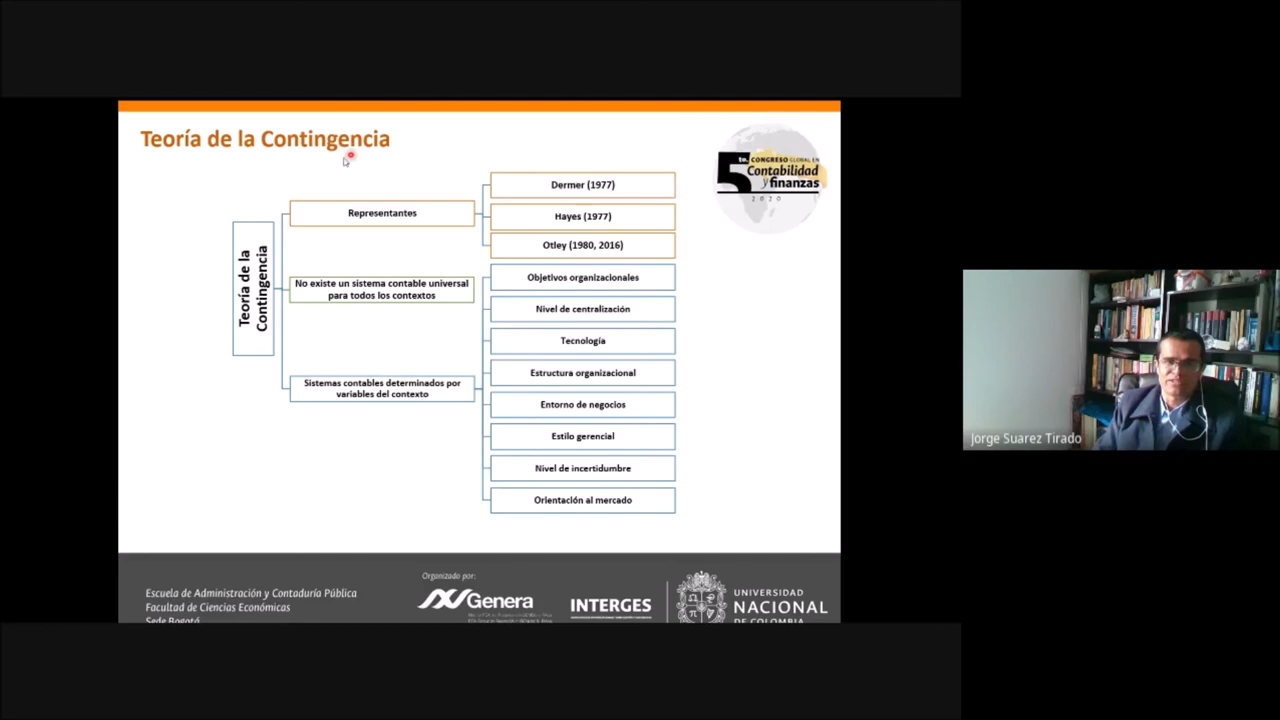 Teoría de la Contingencia
5to. CONGRESO GLOBAL EN
Contabilidad
y finanzas
2020
Teoría de la
Contingencia
Representantes
Dermer (1977)
Hayes (1977)
Otley (1980, 2016)
No existe un sistema contable universal
para todos los contextos
Sistemas contables determinados por
variables del contexto
Objetivos organizacionales
Nivel de centralización
Tecnología
Estructura organizacional
Entorno de negocios
Estilo gerencial
Nivel de incertidumbre
Orientación al mercado
Jorge Suarez Tirado
Escuela de Administración y Contaduría Pública
Facultad de Ciencias Económicas
Sede Bogotá
Organizado por:
Genera
INTERGES
UNIVERSIDAD
NACIONAL
DE COLOMBIA